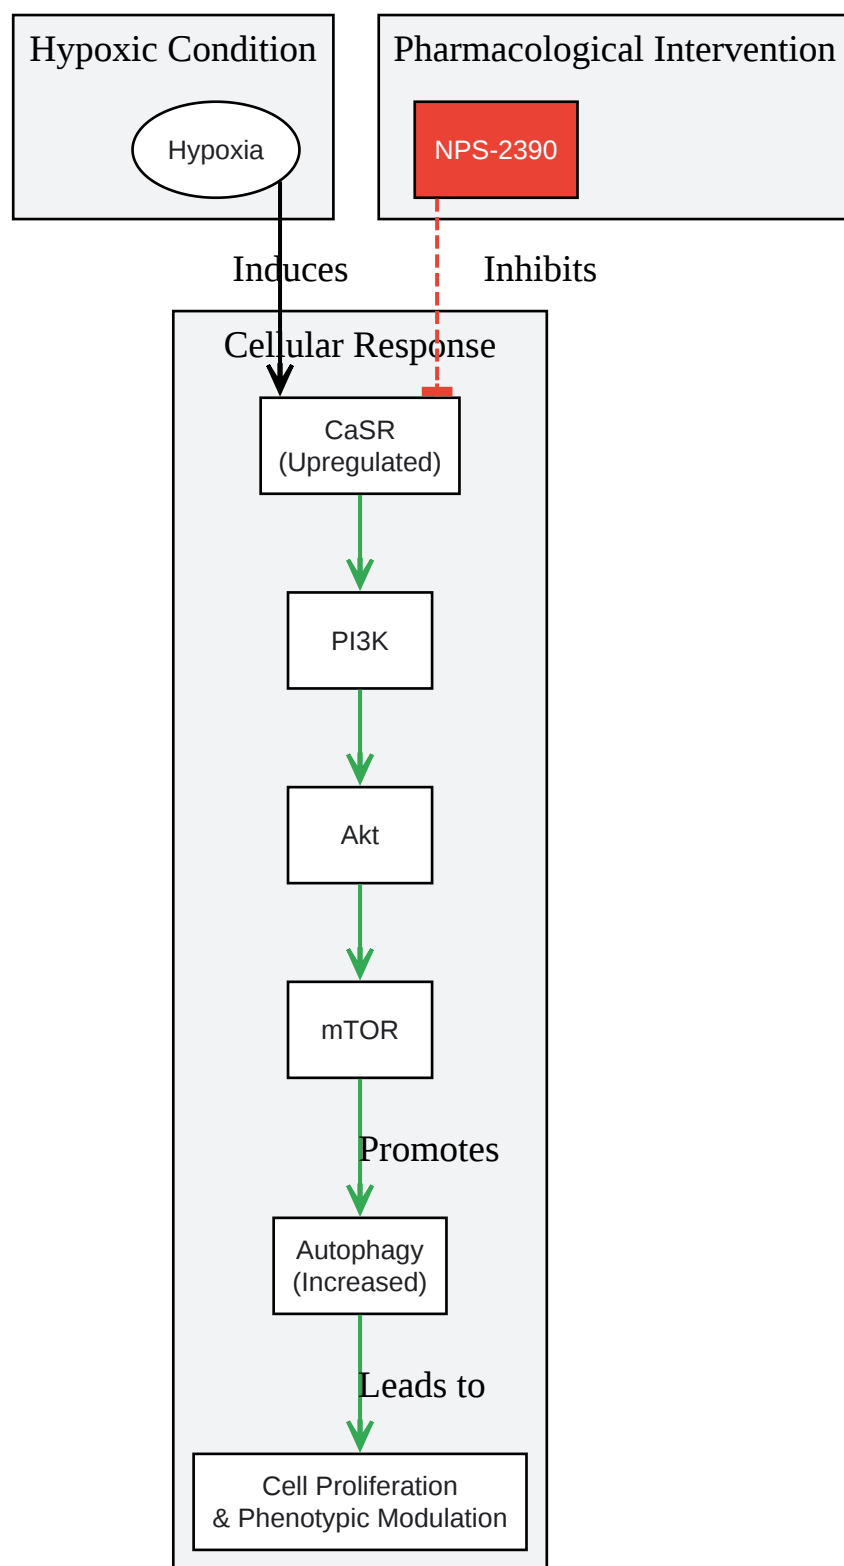 Hypoxic Condition
Pharmacological Intervention
Hypoxia
NPS-2390
Induces
Inhibits
Cellular Response
CaSR
(Upregulated)
PI3K
Akt
mTOR
Promotes
Autophagy
(Increased)
Leads to
Cell Proliferation
& Phenotypic Modulation